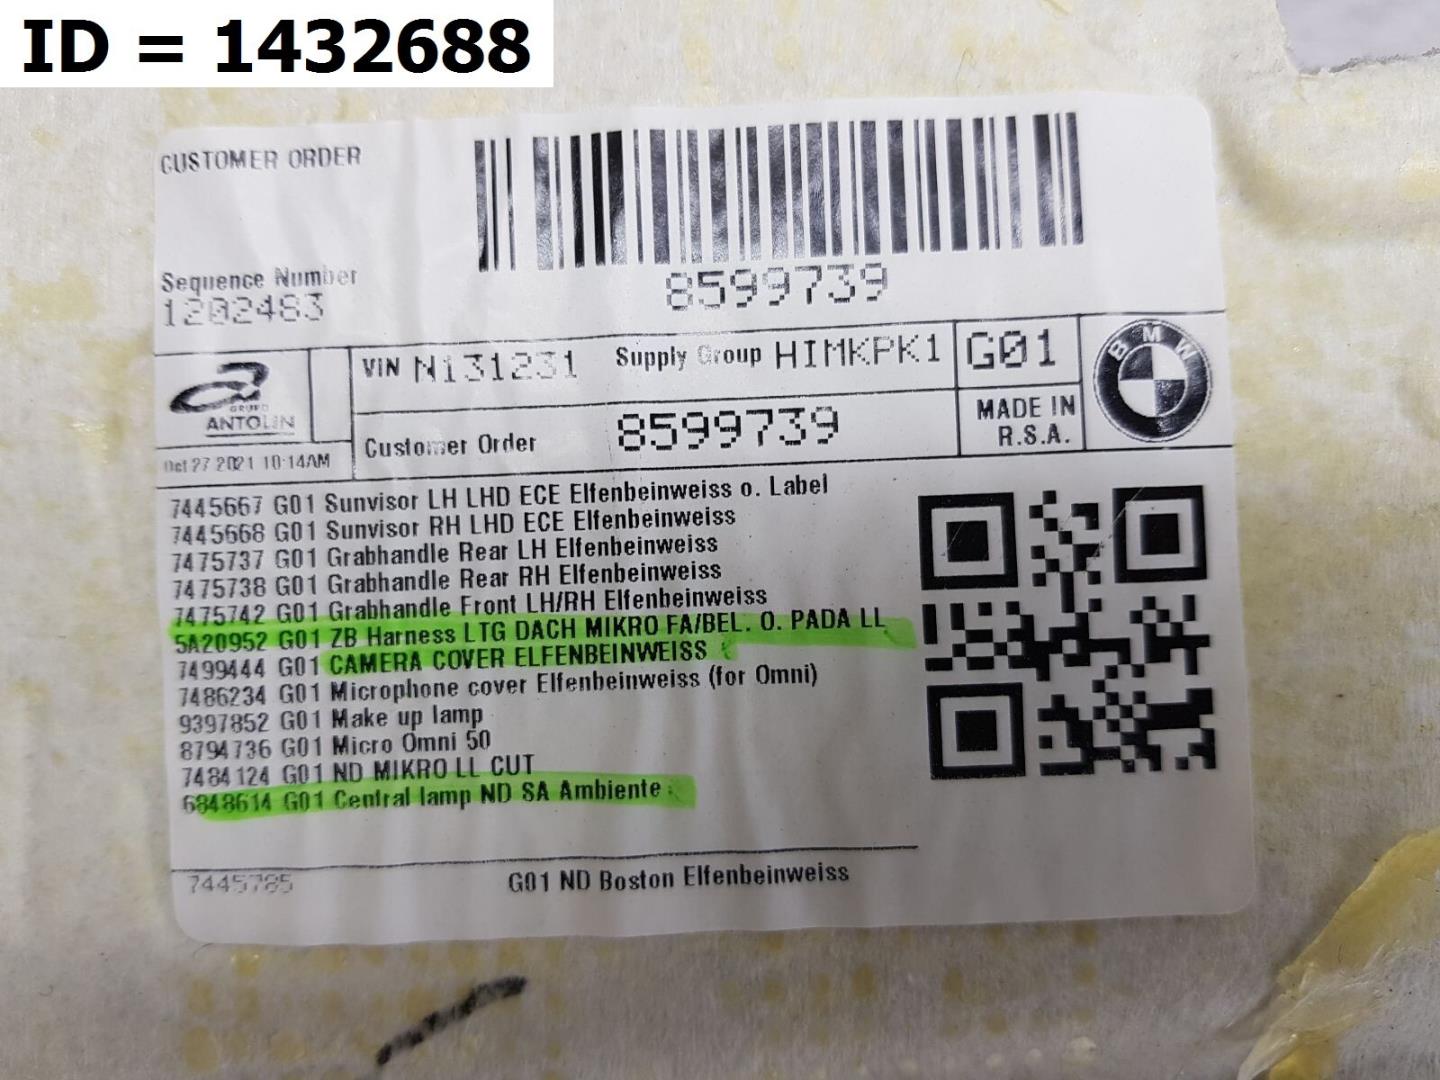 ID = 1432688
CUSTOMER ORDER
8599739
Sequence Number
1202483
GRUPO
ANTOLIN
Oct 27 2021 10:14AM
VIN N131231 Supply Group HIMKPK1
Customer Order 8599739
G01
MADE IN
R.S.A.
BMW
7445667 G01 Sunvisor LH LHD ECE Elfenbeinweiss o. Label
7445668 G01 Sunvisor RH LHD ECE Elfenbeinweiss
7475737 G01 Grabhandle Rear LH Elfenbeinweiss
7475738 G01 Grabhandle Rear RH Elfenbeinweiss
7475742 G01 Grabhandle Front LH/RH Elfenbeinweiss
5A20952 G01 ZB Harness LTG DACH MIKRO FA/BEL. O. PADA LL
7499444 G01 CAMERA COVER ELFENBEINWEISS
7486234 G01 Microphone cover Elfenbeinweiss (for Omni)
9397852 G01 Make up lamp
8794736 G01 Micro Omni 50
7484124 G01 ND MIKRO LL CUT
6848614 G01 Central lamp ND SA Ambiente
7445785 G01 ND Boston Elfenbeinweiss